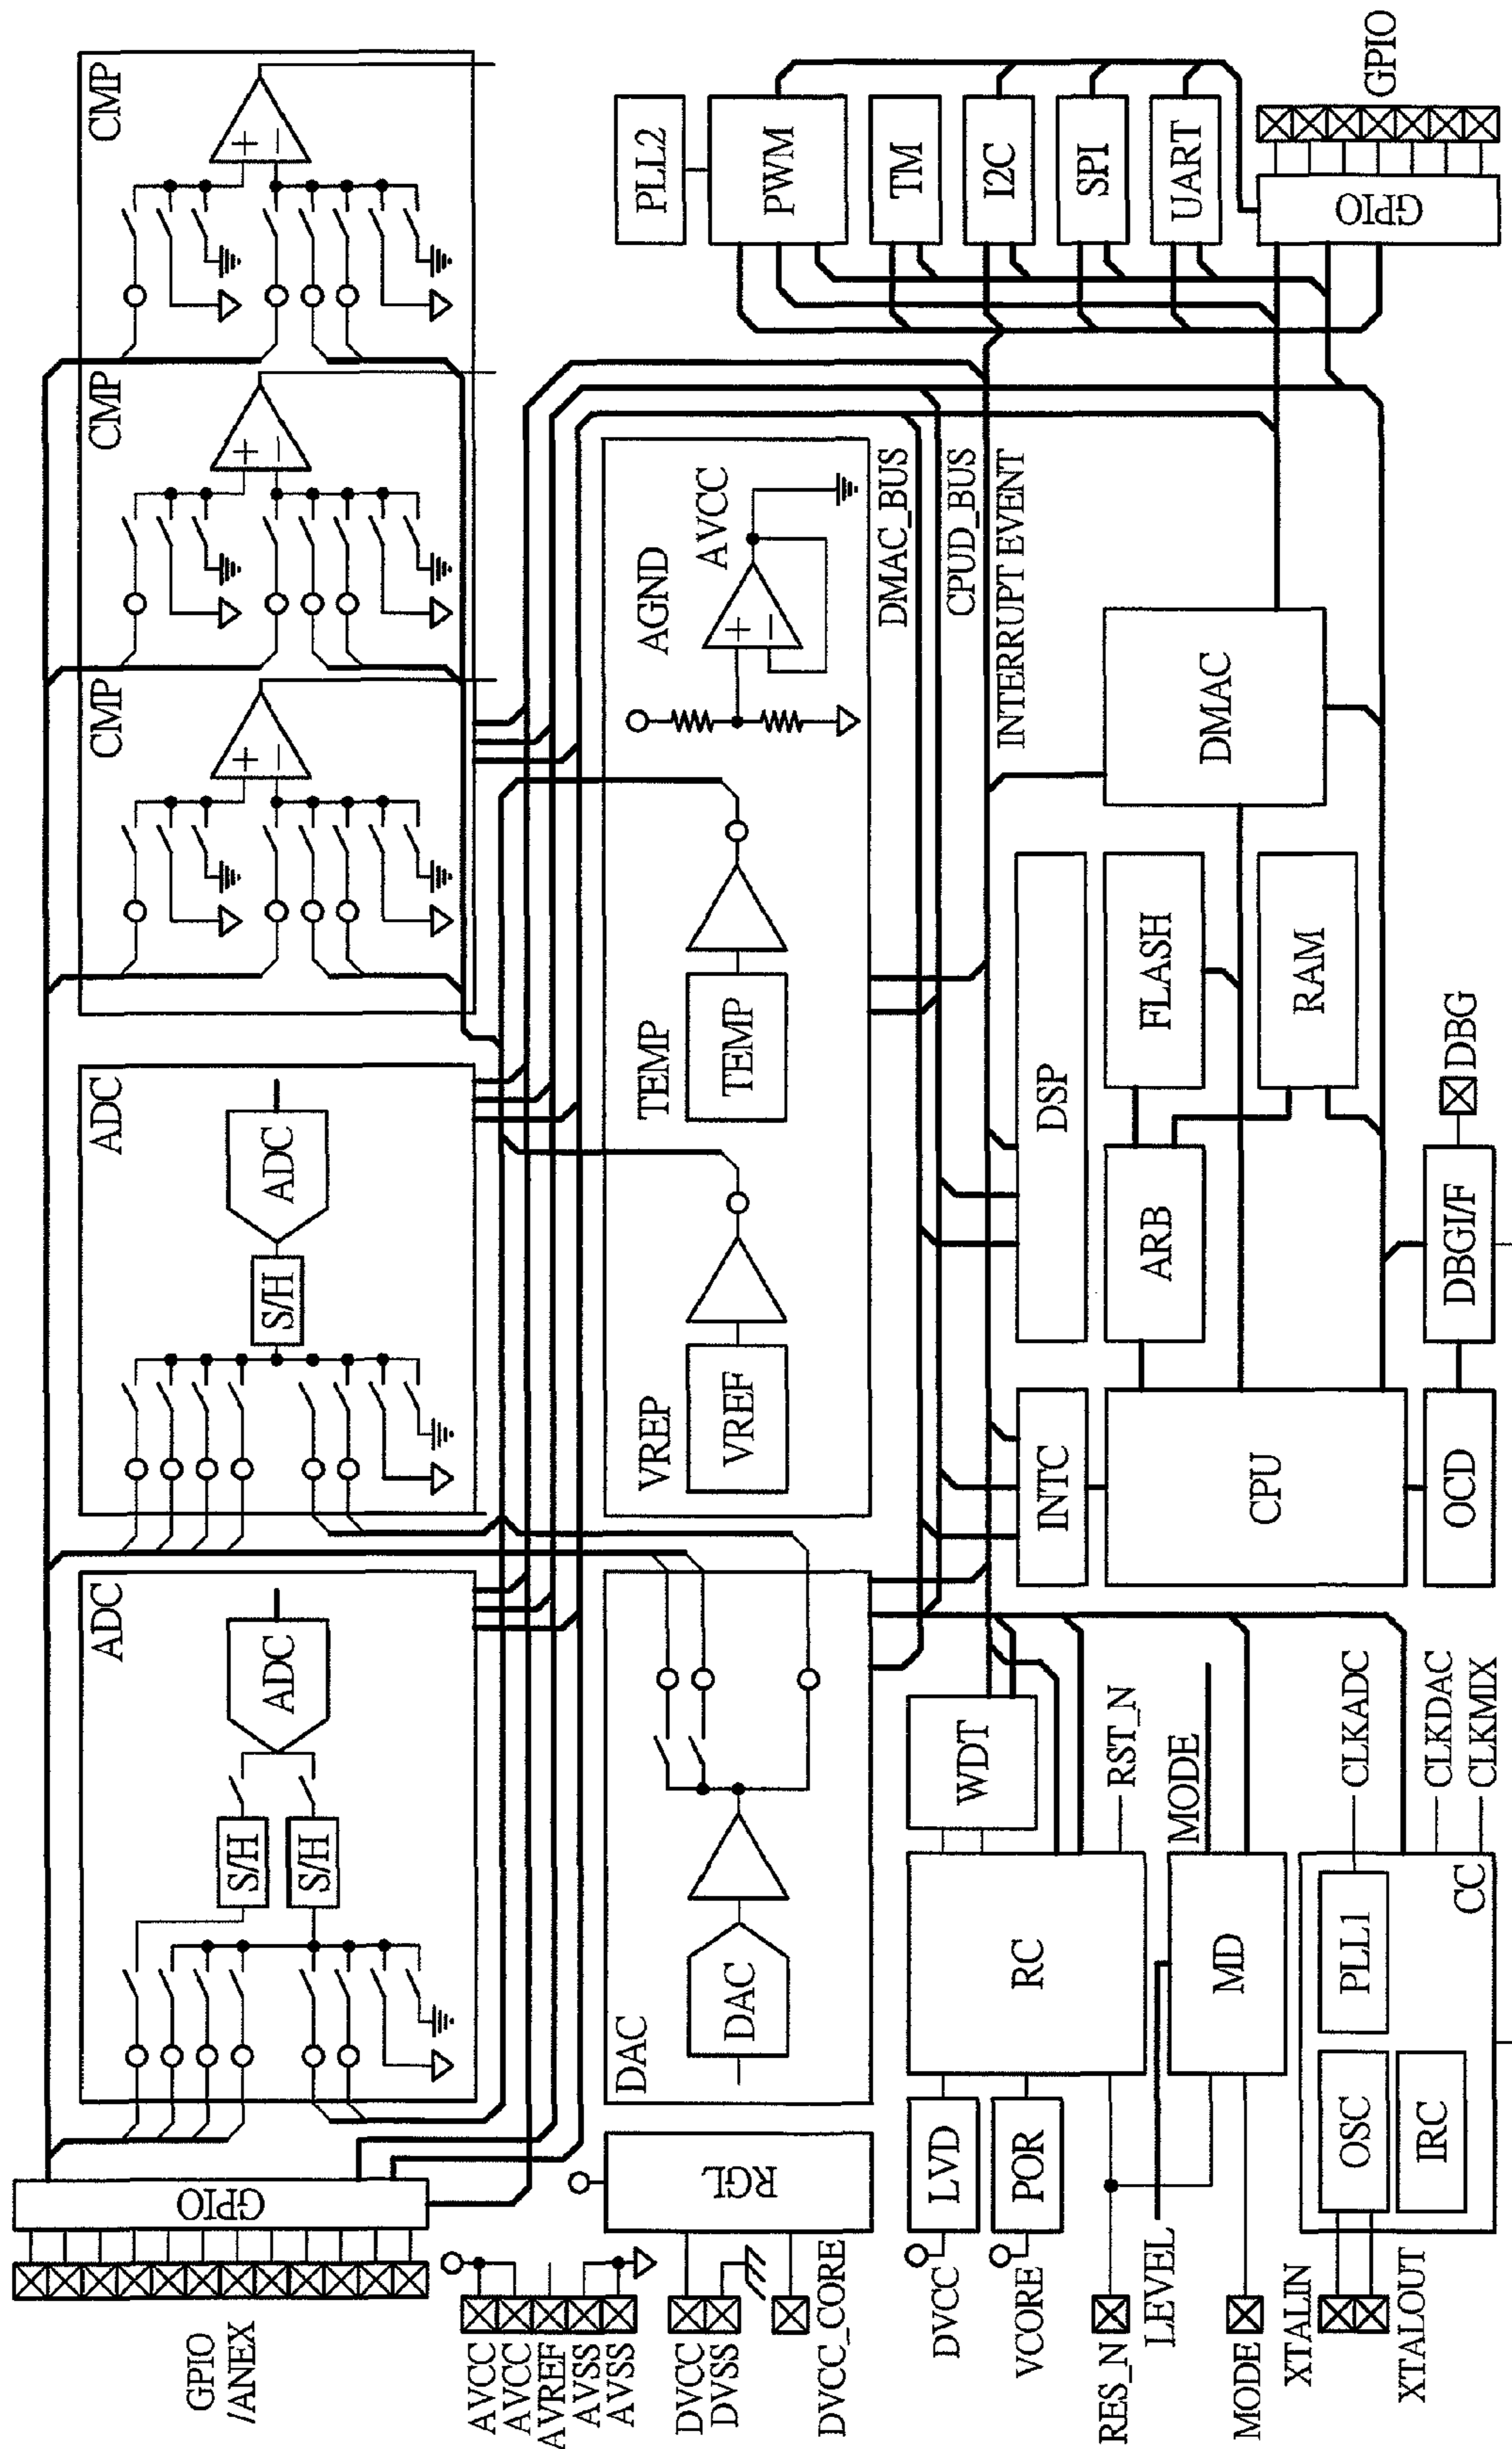 GPIO
/ANEX
GPIO
ADC
ADC
S/H
S/H
ADC
ADC
S/H
CMP
+
−
CMP
+
−
CMP
+
−
AVCC
AVCC
AVREF
AVSS
AVSS
DVCC
DVSS
DVCC_CORE
RGL
DAC
DAC
VREP
VREF
TEMP
TEMP
AGND
AVCC
+
−
DMAC_BUS
CPUD_BUS
INTERRUPT EVENT
PLL2
PWM
TM
I2C
SPI
UART
GPIO
GPIO
DVCC
LVD
VCORE
POR
RC
WDT
RST_N
RES_N
LEVEL
MODE
MODE
MD
XTALIN
XTALOUT
OSC
IRC
PLL1
CC
CLKADC
CLKDAC
CLKMIX
INTC
CPU
OCD
DSP
ARB
FLASH
RAM
DMAC
DBGI/F
DBG